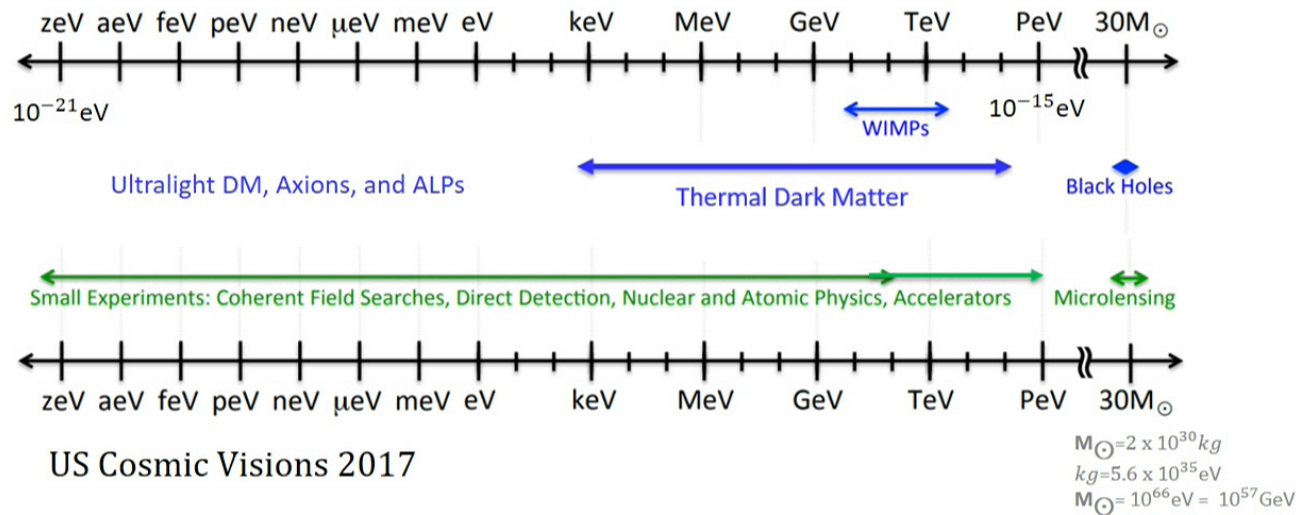 zeV aeV feV peV neV μeV meV eV keV MeV GeV TeV PeV 30M☉
10⁻²¹eV 10⁻¹⁵eV
WIMPs
Ultralight DM, Axions, and ALPs Thermal Dark Matter Black Holes
Small Experiments: Coherent Field Searches, Direct Detection, Nuclear and Atomic Physics, Accelerators Microlensing
zeV aeV feV peV neV μeV meV eV keV MeV GeV TeV PeV 30M☉
US Cosmic Visions 2017
M☉=2 x 10³⁰kg
kg=5.6 x 10³⁵eV
M☉= 10⁶⁶eV = 10⁵⁷GeV